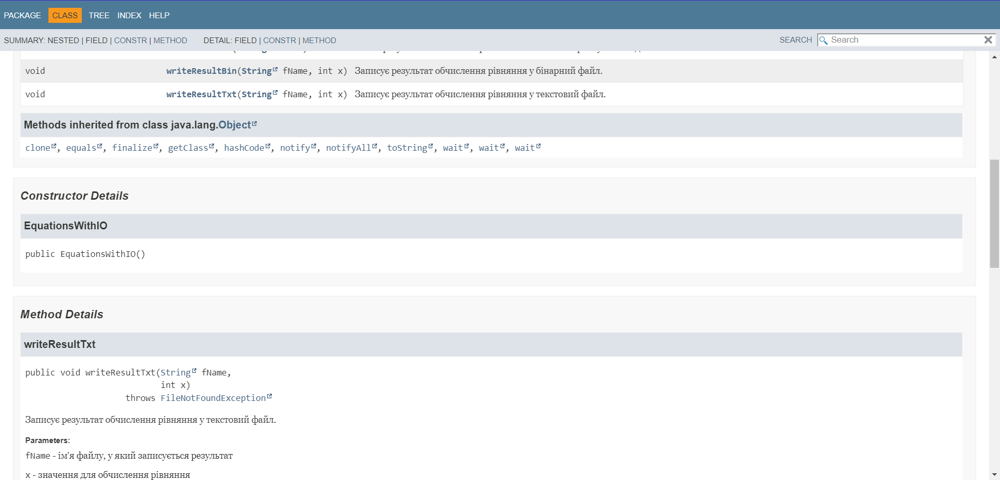 PACKAGE CLASS TREE INDEX HELP
SUMMARY: NESTED | FIELD | CONSTR | METHOD DETAIL: FIELD | CONSTR | METHOD SEARCH Search
void writeResultBin(String fName, int x) Записує результат обчислення рівняння у бінарний файл.
void writeResultTxt(String fName, int x) Записує результат обчислення рівняння у текстовий файл.
Methods inherited from class java.lang.Object
clone, equals, finalize, getClass, hashCode, notify, notifyAll, toString, wait, wait, wait
Constructor Details
EquationsWithIO
public EquationsWithIO()
Method Details
writeResultTxt
public void writeResultTxt(String fName,
int x)
throws FileNotFoundException
Записує результат обчислення рівняння у текстовий файл.
Parameters:
fName - ім'я файлу, у який записується результат
x - значення для обчислення рівняння